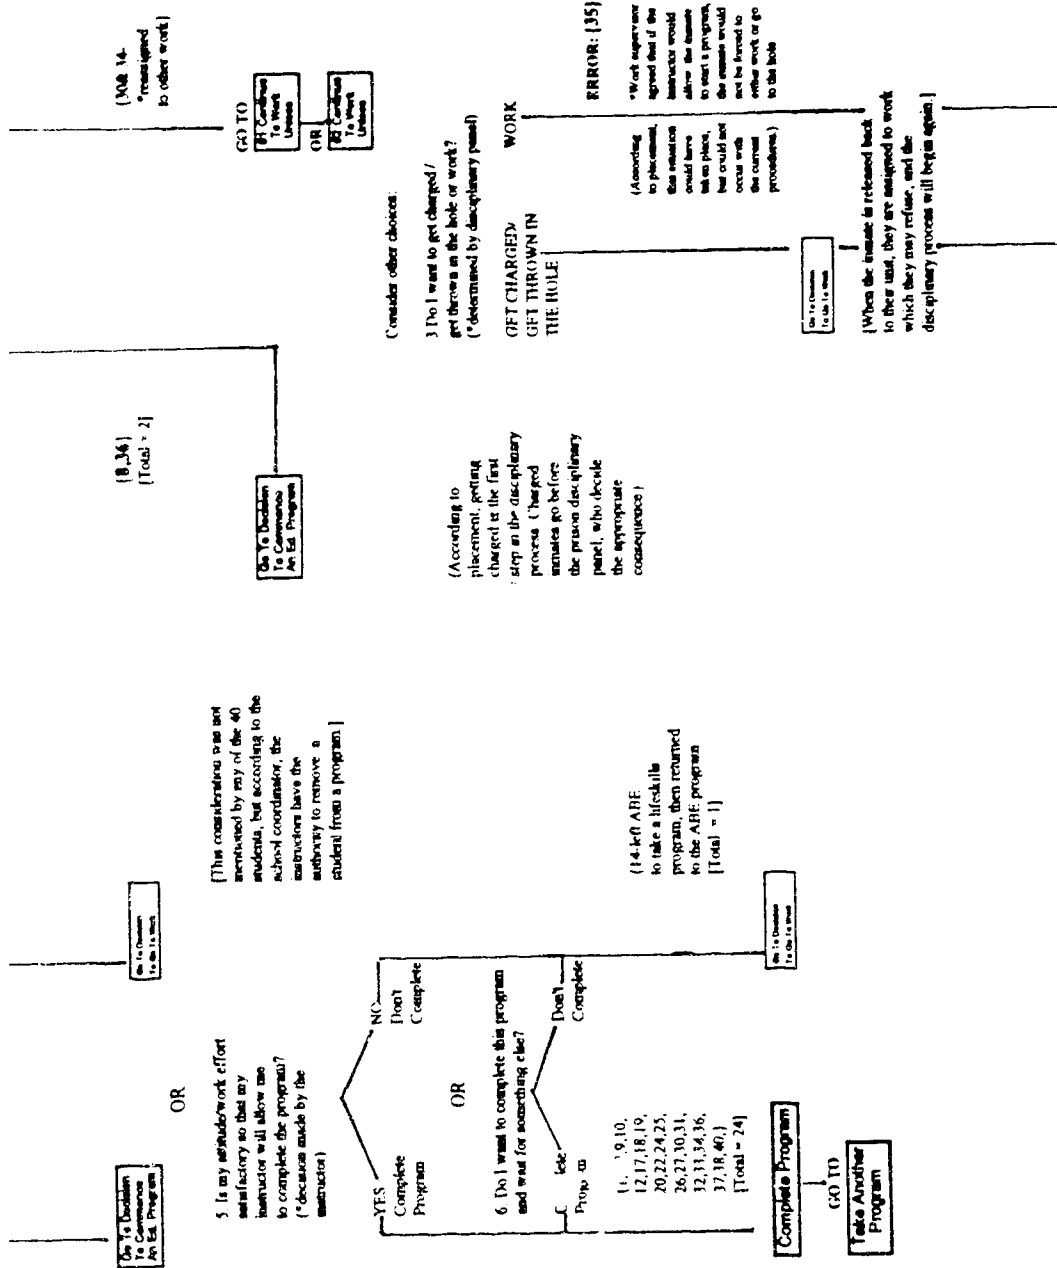 Go To Decision
To Commence
An Ed. Program
OR
5. Is my attitude/work effort
satisfactory so that my
instructor will allow me
to complete the program?
(*decision made by the
instructor)
YES
Complete
Program
NO
Don't
Complete
OR
6. Do I want to complete this program
and wait for something else?
Don't
Complete
9,10,
12,17,18,19,
20,22,24,25,
26,27,30,31,
32,33,34,36,
37,38,40,}
[Total = 24]
Complete Program
GO TO
Take Another
Program
Go To Decision
To Go To Work
[This consideration was not
mentioned by any of the 40
students, but according to the
school coordinator, the
instructors have the
authority to remove a
student from a program.]
(14-left ABE
to take a lifeskills
program, then returned
to the ABE program
[Total = 1]
Go To Decision
To Go To Work
{8,36}
[Total = 2]
Go To Decision
To Commence
An Ed. Program
(According to
placement, getting
charged is the first
step in the disciplinary
process. Charged
inmates go before
the prison disciplinary
panel, who decide
the appropriate
consequence)
{30& 34-
*reassigned
to other work}
GO TO
#1 Continue
To Work
Unless
OR
#2 Continue
To Work
Unless
Consider other choices:
3 Do I want to get charged/
get thrown in the hole or work?
(*determined by disciplinary panel)
GET CHARGED/
GET THROWN IN
THE HOLE
WORK
(According
to placement,
this situation
could have
taken place,
but could not
occur with
the current
procedures.)
ERROR: [35]
*Work supervisor
agreed that if the
instructor would
allow the inmate
to start a program,
the inmate would
not be forced to
either work or go
to the hole
Go To Decision
To Go To Work
[When the inmate is released back
to their unit, they are assigned to work
which they may refuse, and the
disciplinary process will begin again.]